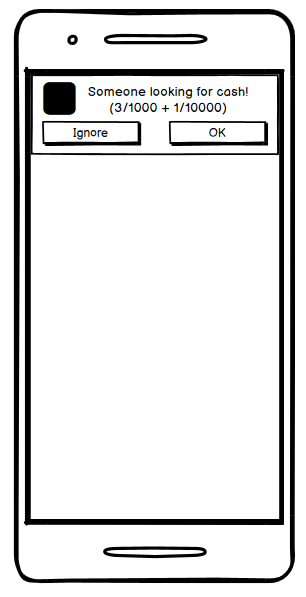 Someone looking for cash!
(3/1000 + 1/10000)
Ignore
OK